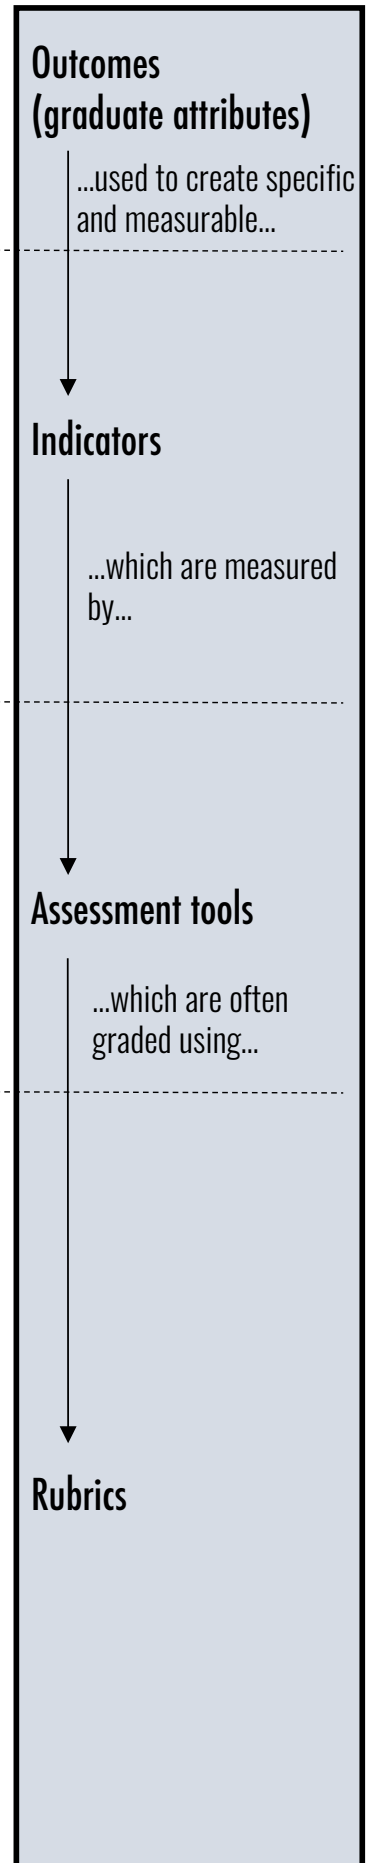 Outcomes
(graduate attributes)
...used to create specific
and measurable...
Indicators
...which are measured
by...
Assessment tools
...which are often
graded using...
Rubrics